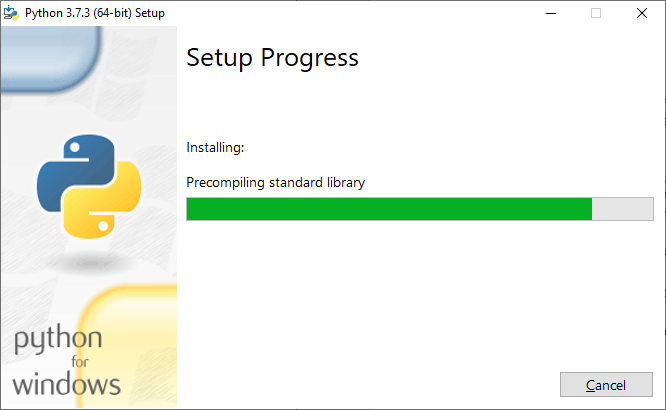 Python 3.7.3 (64-bit) Setup
Setup Progress
Installing:
Precompiling standard library
python
for
windows
Cancel